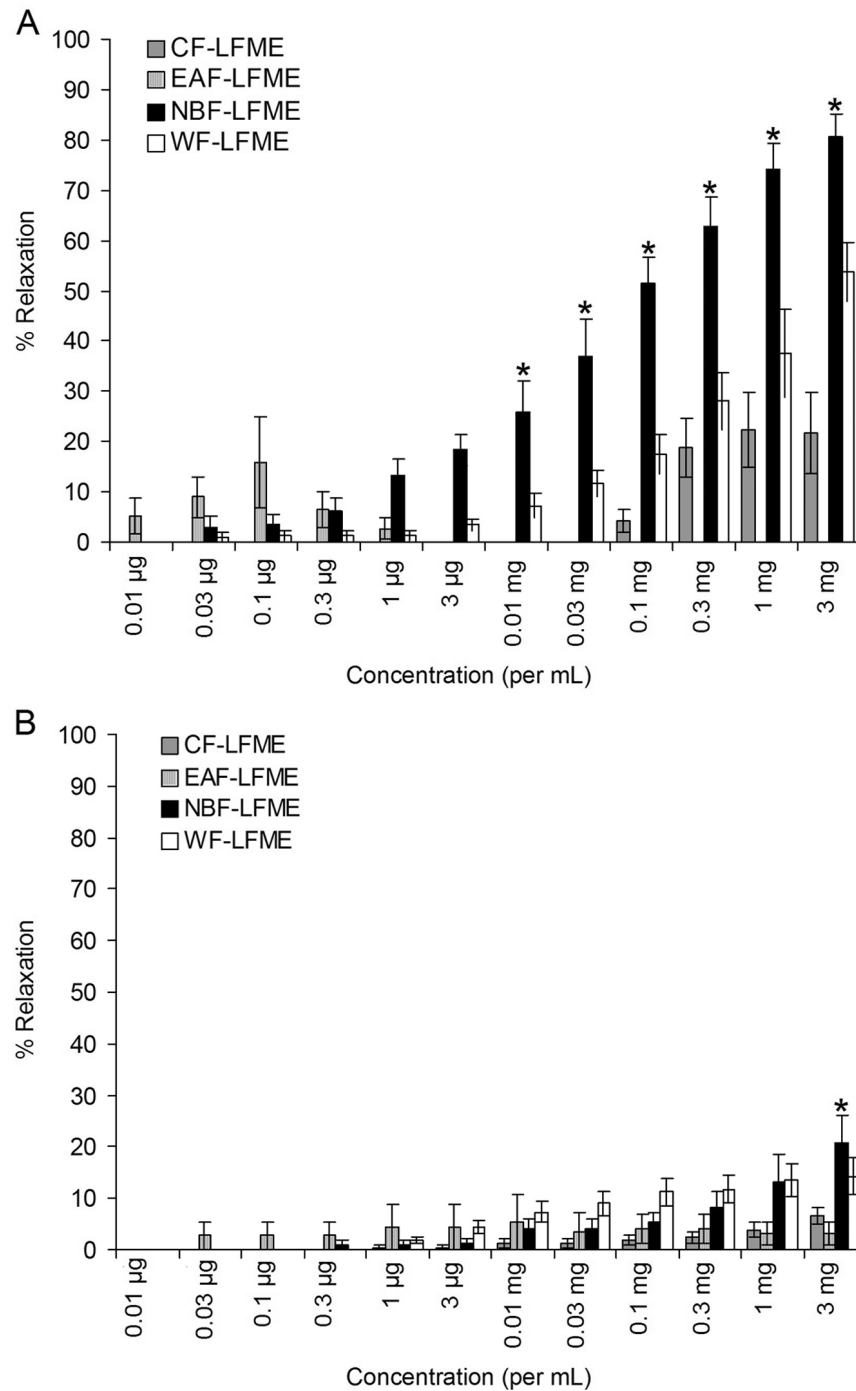 A
100
90
80
70
60
50
40
30
20
10
0
% Relaxation
CF-LFME
EAF-LFME
NBF-LFME
WF-LFME
*
*
*
*
*
*
0.01 µg
0.03 µg
0.1 µg
0.3 µg
1 µg
3 µg
0.01 mg
0.03 mg
0.1 mg
0.3 mg
1 mg
3 mg
Concentration (per mL)
B
100
90
80
70
60
50
40
30
20
10
0
% Relaxation
CF-LFME
EAF-LFME
NBF-LFME
WF-LFME
*
0.01 µg
0.03 µg
0.1 µg
0.3 µg
1 µg
3 µg
0.01 mg
0.03 mg
0.1 mg
0.3 mg
1 mg
3 mg
Concentration (per mL)